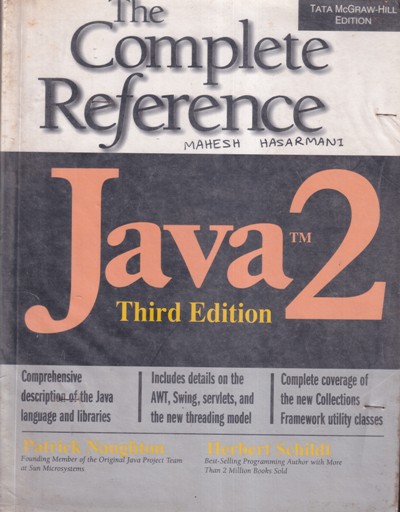 The
Complete
Reference
TATA McGRAW-HILL
EDITION
MAHESH HASARMANI
Java™ 2
Third Edition
Comprehensive
description of the Java
language and libraries
Includes details on the
AWT, Swing, servlets, and
the new threading model
Complete coverage of
the new Collections
Framework utility classes
Patrick Naughton
Founding Member of the Original Java Project Team
at Sun Microsystems
Herbert Schildt
Best-Selling Programming Author with More
Than 2 Million Books Sold